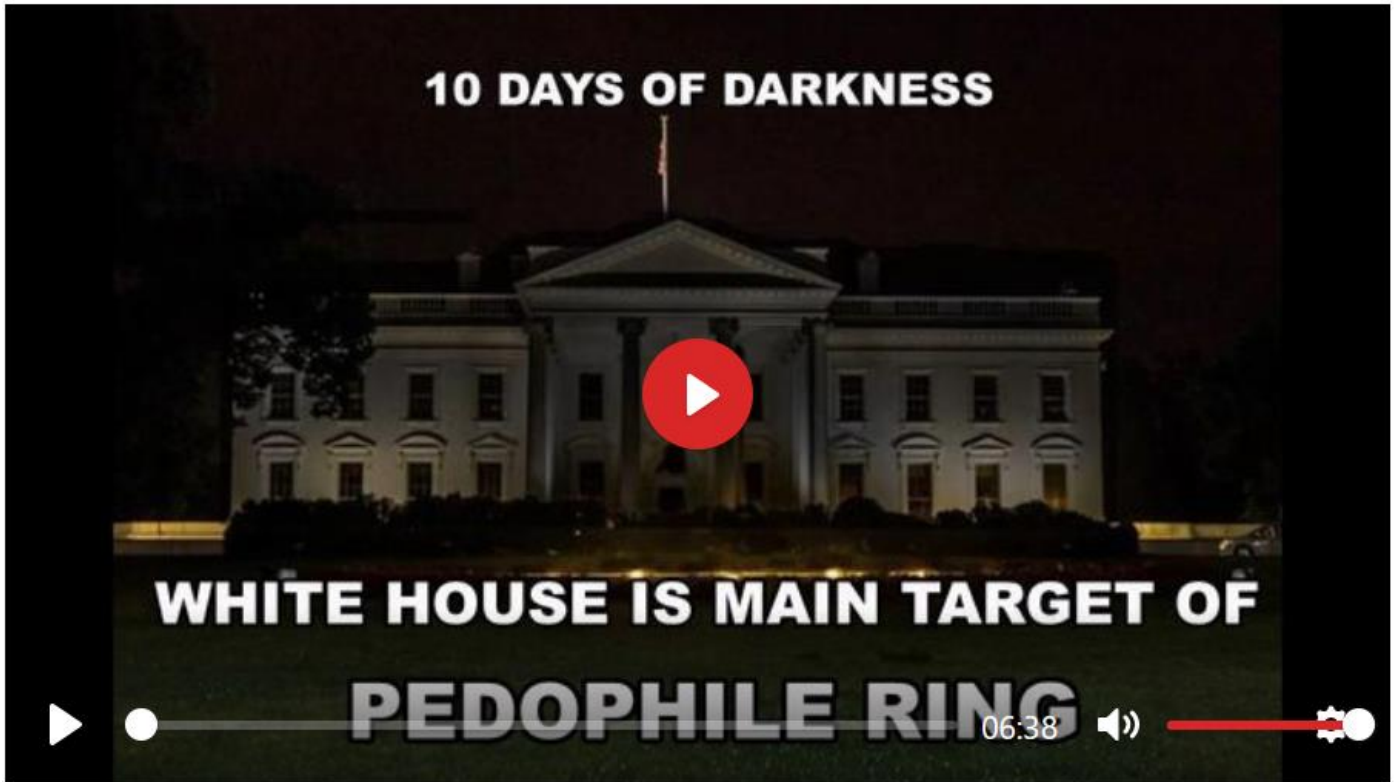 10 DAYS OF DARKNESS
WHITE HOUSE IS MAIN TARGET OF
PEDOPHILE RING
06:38